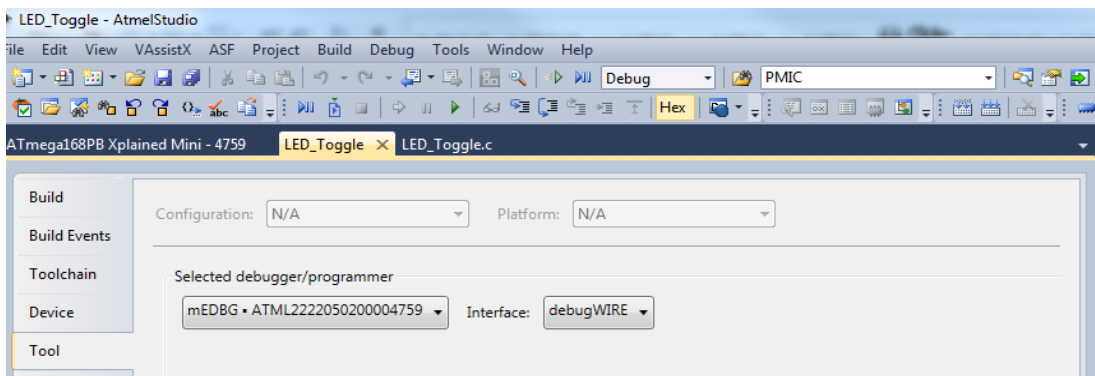 LED_Toggle - AtmelStudio
File Edit View VAssistX ASF Project Build Debug Tools Window Help
Debug PMIC
Hex
ATmega168PB Xplained Mini - 4759 LED_Toggle LED_Toggle.c
Build
Configuration: N/A Platform: N/A
Build Events
Toolchain
Selected debugger/programmer
Device
mEDBG • ATML2222050200004759 Interface: debugWIRE
Tool